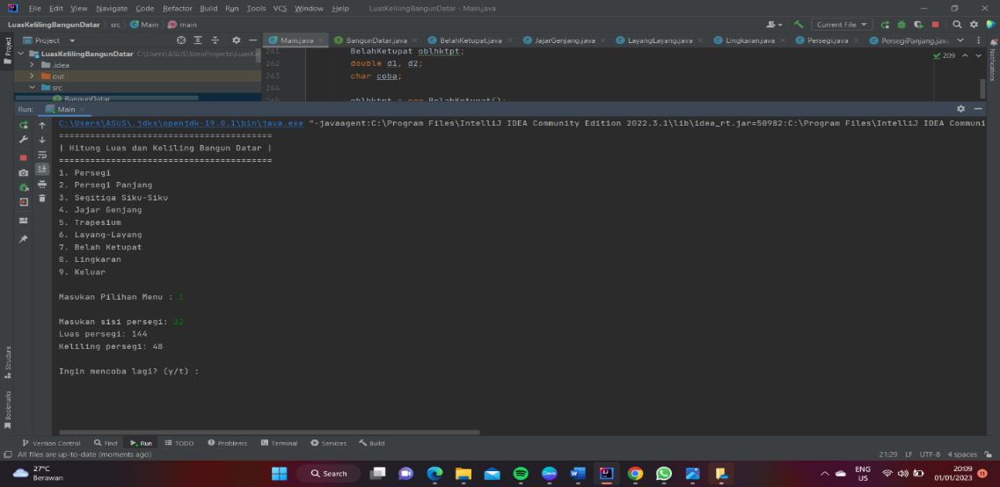 File Edit View Navigate Code Refactor Build Run Tools VCS Window Help LuasKelilingBangunDatar - Main.java
LuasKelilingBangunDatar src Main main Current File
Project Main.java BangunDatar.java BelahKetupat.java JajarGenjang.java LayangLayang.java Lingkaran.java Persegi.java PersegiPanjang.java
LuasKelilingBangunDatar C:\Users\ASUS\IdeaProjects\LuasKel
.idea
out
src
BangunDatar
261 BelahKetupat oblhktpt;
262 double d1, d2;
263 char coba;
264
265 oblhktpt = new BelahKetupat();
209
Notifications
Project
Run: Main
C:\Users\ASUS\.jdks\openjdk-19.0.1\bin\java.exe "-javaagent:C:\Program Files\IntelliJ IDEA Community Edition 2022.3.1\lib\idea_rt.jar=50982:C:\Program Files\IntelliJ IDEA Communi
=========================================
| Hitung Luas dan Keliling Bangun Datar |
=========================================
1. Persegi
2. Persegi Panjang
3. Segitiga Siku-Siku
4. Jajar Genjang
5. Trapesium
6. Layang-Layang
7. Belah Ketupat
8. Lingkaran
9. Keluar
Masukan Pilihan Menu : 1
Masukan sisi persegi: 12
Luas persegi: 144
Keliling persegi: 48
Ingin mencoba lagi? (y/t) :
Structure
Bookmarks
Version Control Find Run TODO Problems Terminal Services Build
All files are up-to-date (moments ago) 21:29 LF UTF-8 4 spaces
27°C
Berawan
Search
ENG
US
20:09
01/01/2023
11